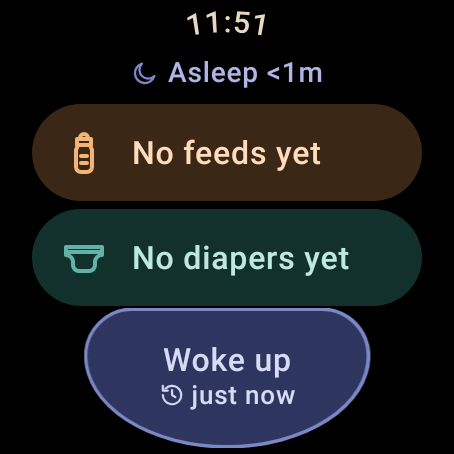 11:51
Asleep <1m
No feeds yet
No diapers yet
Woke up
just now